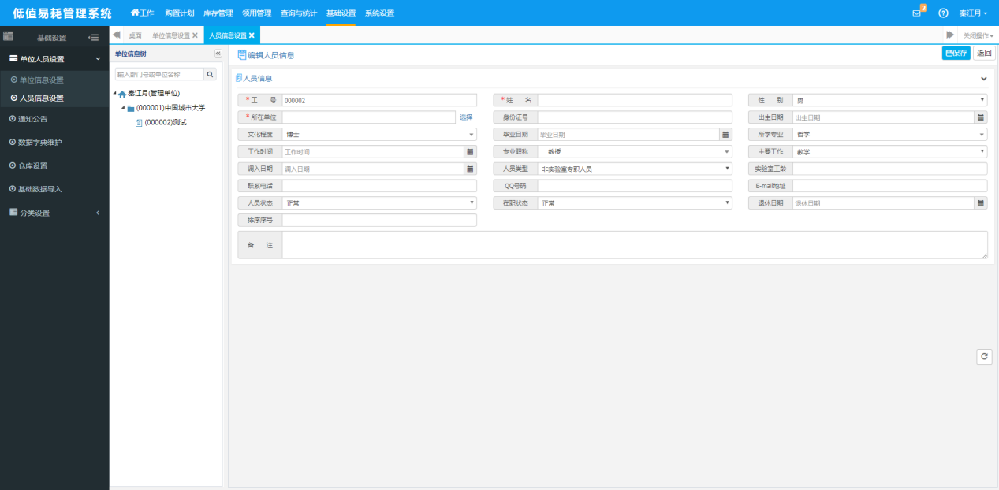 低值易耗管理系统 工作 购置计划 库存管理 领用管理 查询与统计 基础设置 系统设置 2 秦江月
基础设置 桌面 单位信息设置 人员信息设置 关闭操作
单位人员设置
单位信息设置
人员信息设置
通知公告
数据字典维护
仓库设置
基础数据导入
分类设置
单位信息树
输入部门号或单位名称
秦江月(管理单位)
(000001)中国城市大学
(000002)测试
编辑人员信息 保存 返回
人员信息
*工 号 000002 *姓 名 性 别 男
*所在单位 选择 身份证号 出生日期 出生日期
文化程度 博士 毕业日期 毕业日期 所学专业 哲学
工作时间 工作时间 专业职称 教授 主要工作 教学
调入日期 调入日期 人员类型 非实验室专职人员 实验室工龄
联系电话 QQ号码 E-mail地址
人员状态 正常 在职状态 正常 退休日期 退休日期
排序序号
备 注